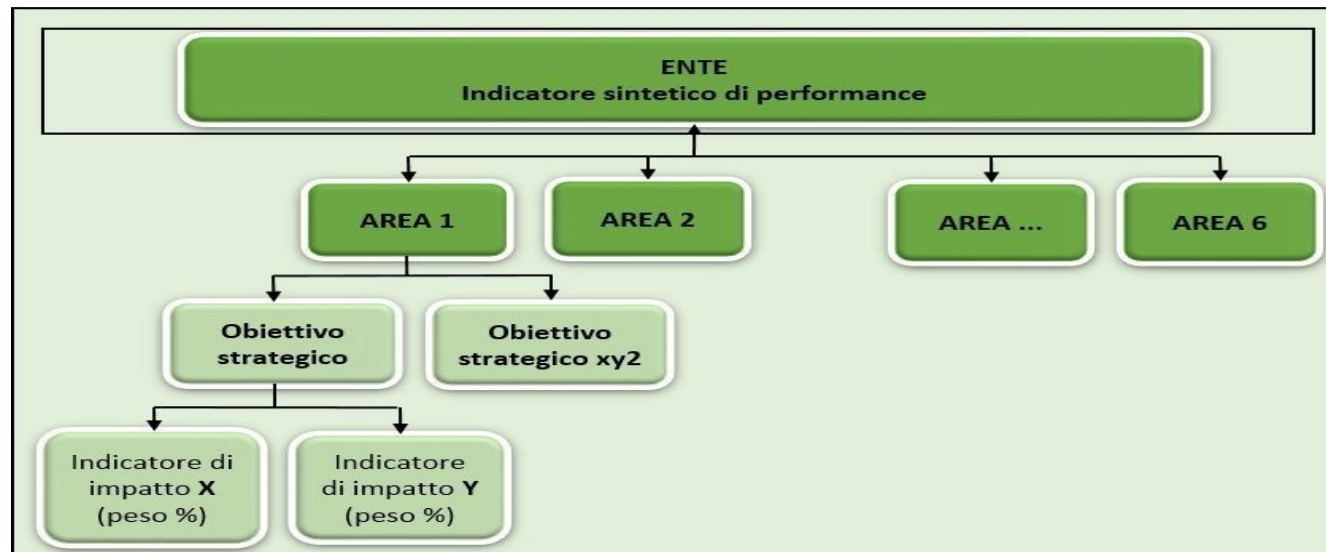 ENTE
Indicatore sintetico di performance
AREA 1
AREA 2
AREA ...
AREA 6
Obiettivo
strategico
Obiettivo
strategico xy2
Indicatore di
impatto X
(peso %)
Indicatore
di impatto Y
(peso %)